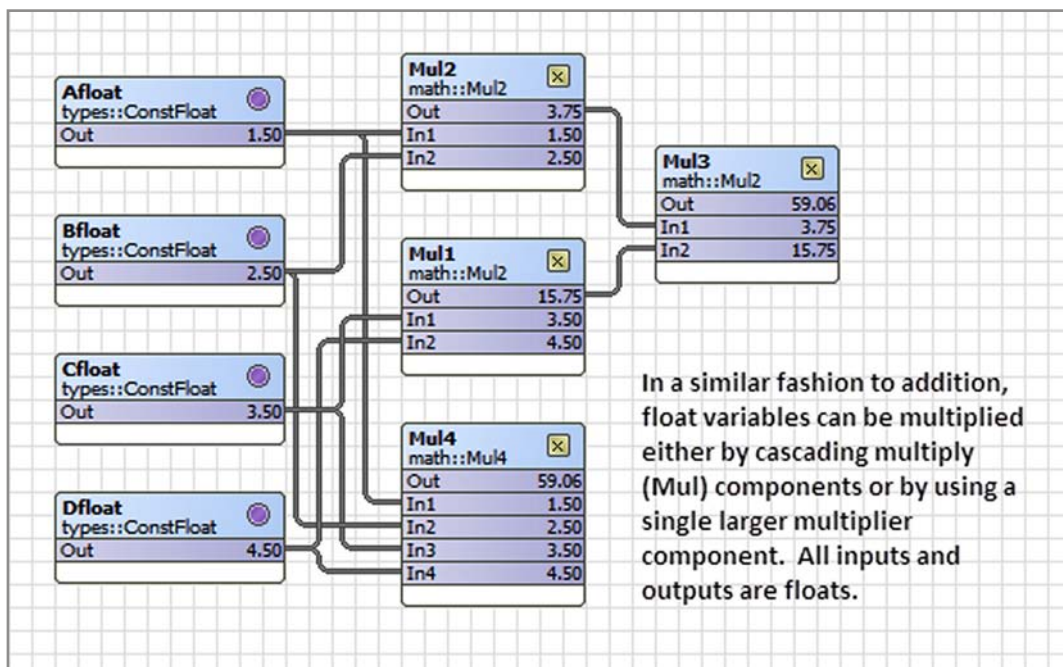 Afloat
types::ConstFloat
Out 1.50
Bfloat
types::ConstFloat
Out 2.50
Cfloat
types::ConstFloat
Out 3.50
Dfloat
types::ConstFloat
Out 4.50
Mul2
math::Mul2
Out 3.75
In1 1.50
In2 2.50
Mul1
math::Mul2
Out 15.75
In1 3.50
In2 4.50
Mul4
math::Mul4
Out 59.06
In1 1.50
In2 2.50
In3 3.50
In4 4.50
Mul3
math::Mul2
Out 59.06
In1 3.75
In2 15.75
In a similar fashion to addition,
float variables can be multiplied
either by cascading multiply
(Mul) components or by using a
single larger multiplier
component. All inputs and
outputs are floats.